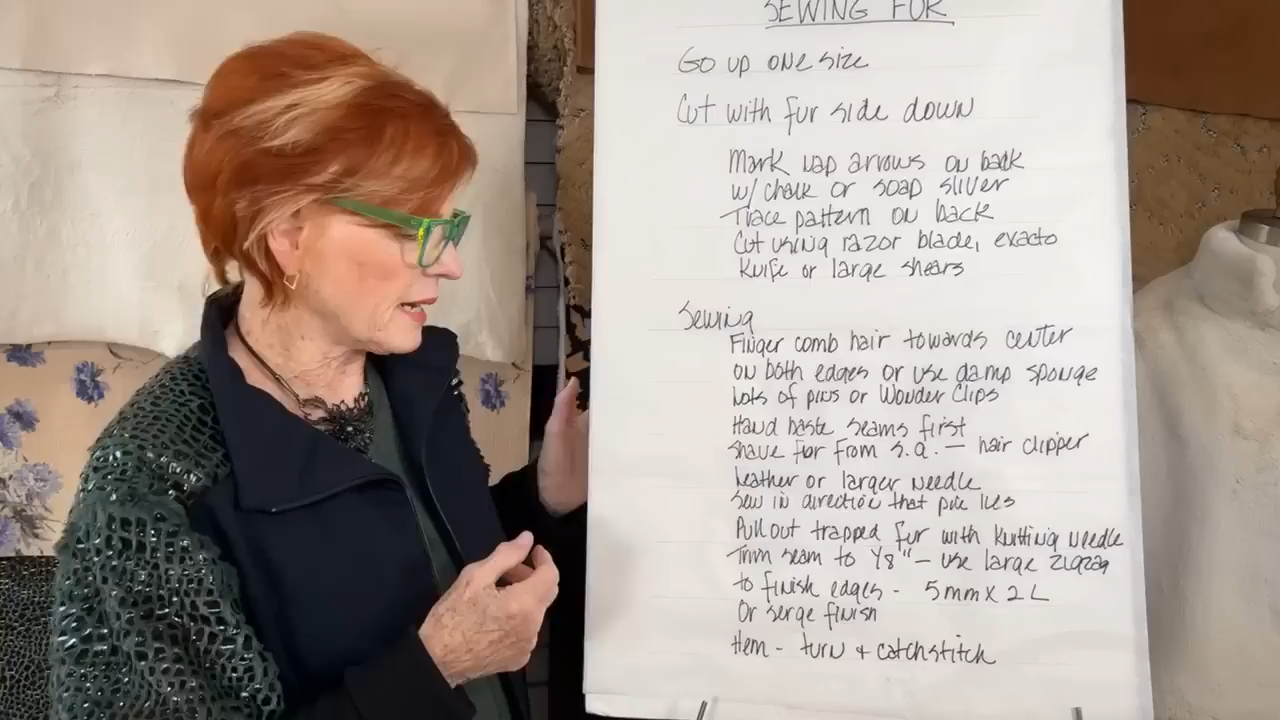 SEWING FUR
Go up one size
Cut with fur side down
Mark nap arrows on back
w/ chalk or soap sliver
Trace pattern on back
Cut using razor blade, exacto
knife or large shears
Sewing
Finger comb hair towards center
on both edges or use damp sponge
Lots of pins or Wonder Clips
Hand baste seams first
Shave fur from s.a. — hair clipper
Leather or larger needle
Sew in direction that pile lies
Pull out trapped fur with knitting needle
Trim seam to 1/8" — use large zigzag
to finish edges - 5mm x 2 L
Or serge finish
Hem - turn + catchstitch